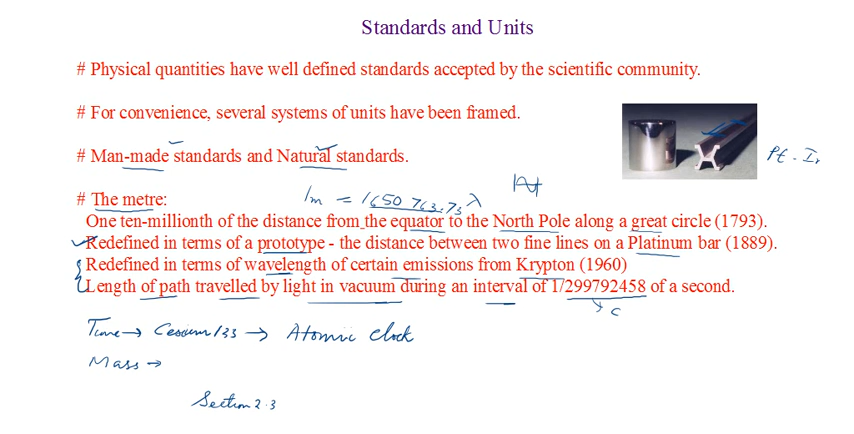 Standards and Units
# Physical quantities have well defined standards accepted by the scientific community.
# For convenience, several systems of units have been framed.
# Man-made standards and Natural standards.
Pt - Ir
# The metre:
1m = 1650 763.73 λ
One ten-millionth of the distance from the equator to the North Pole along a great circle (1793).
Redefined in terms of a prototype - the distance between two fine lines on a Platinum bar (1889).
Redefined in terms of wavelength of certain emissions from Krypton (1960)
Length of path travelled by light in vacuum during an interval of 1/299792458 of a second.
→ c
Time → Cesium 133 → Atomic clock
Mass →
Section 2.3